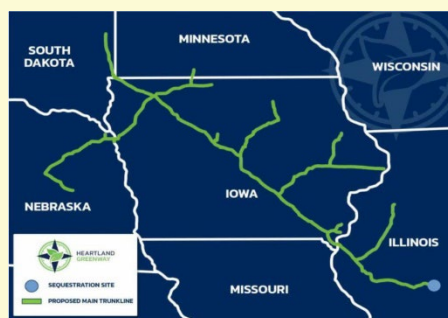 SOUTH
DAKOTA
MINNESOTA
WISCONSIN
NEBRASKA
IOWA
ILLINOIS
MISSOURI
HEARTLAND
GREENWAY
SEQUESTRATION SITE
PROPOSED MAIN TRUNKLINE